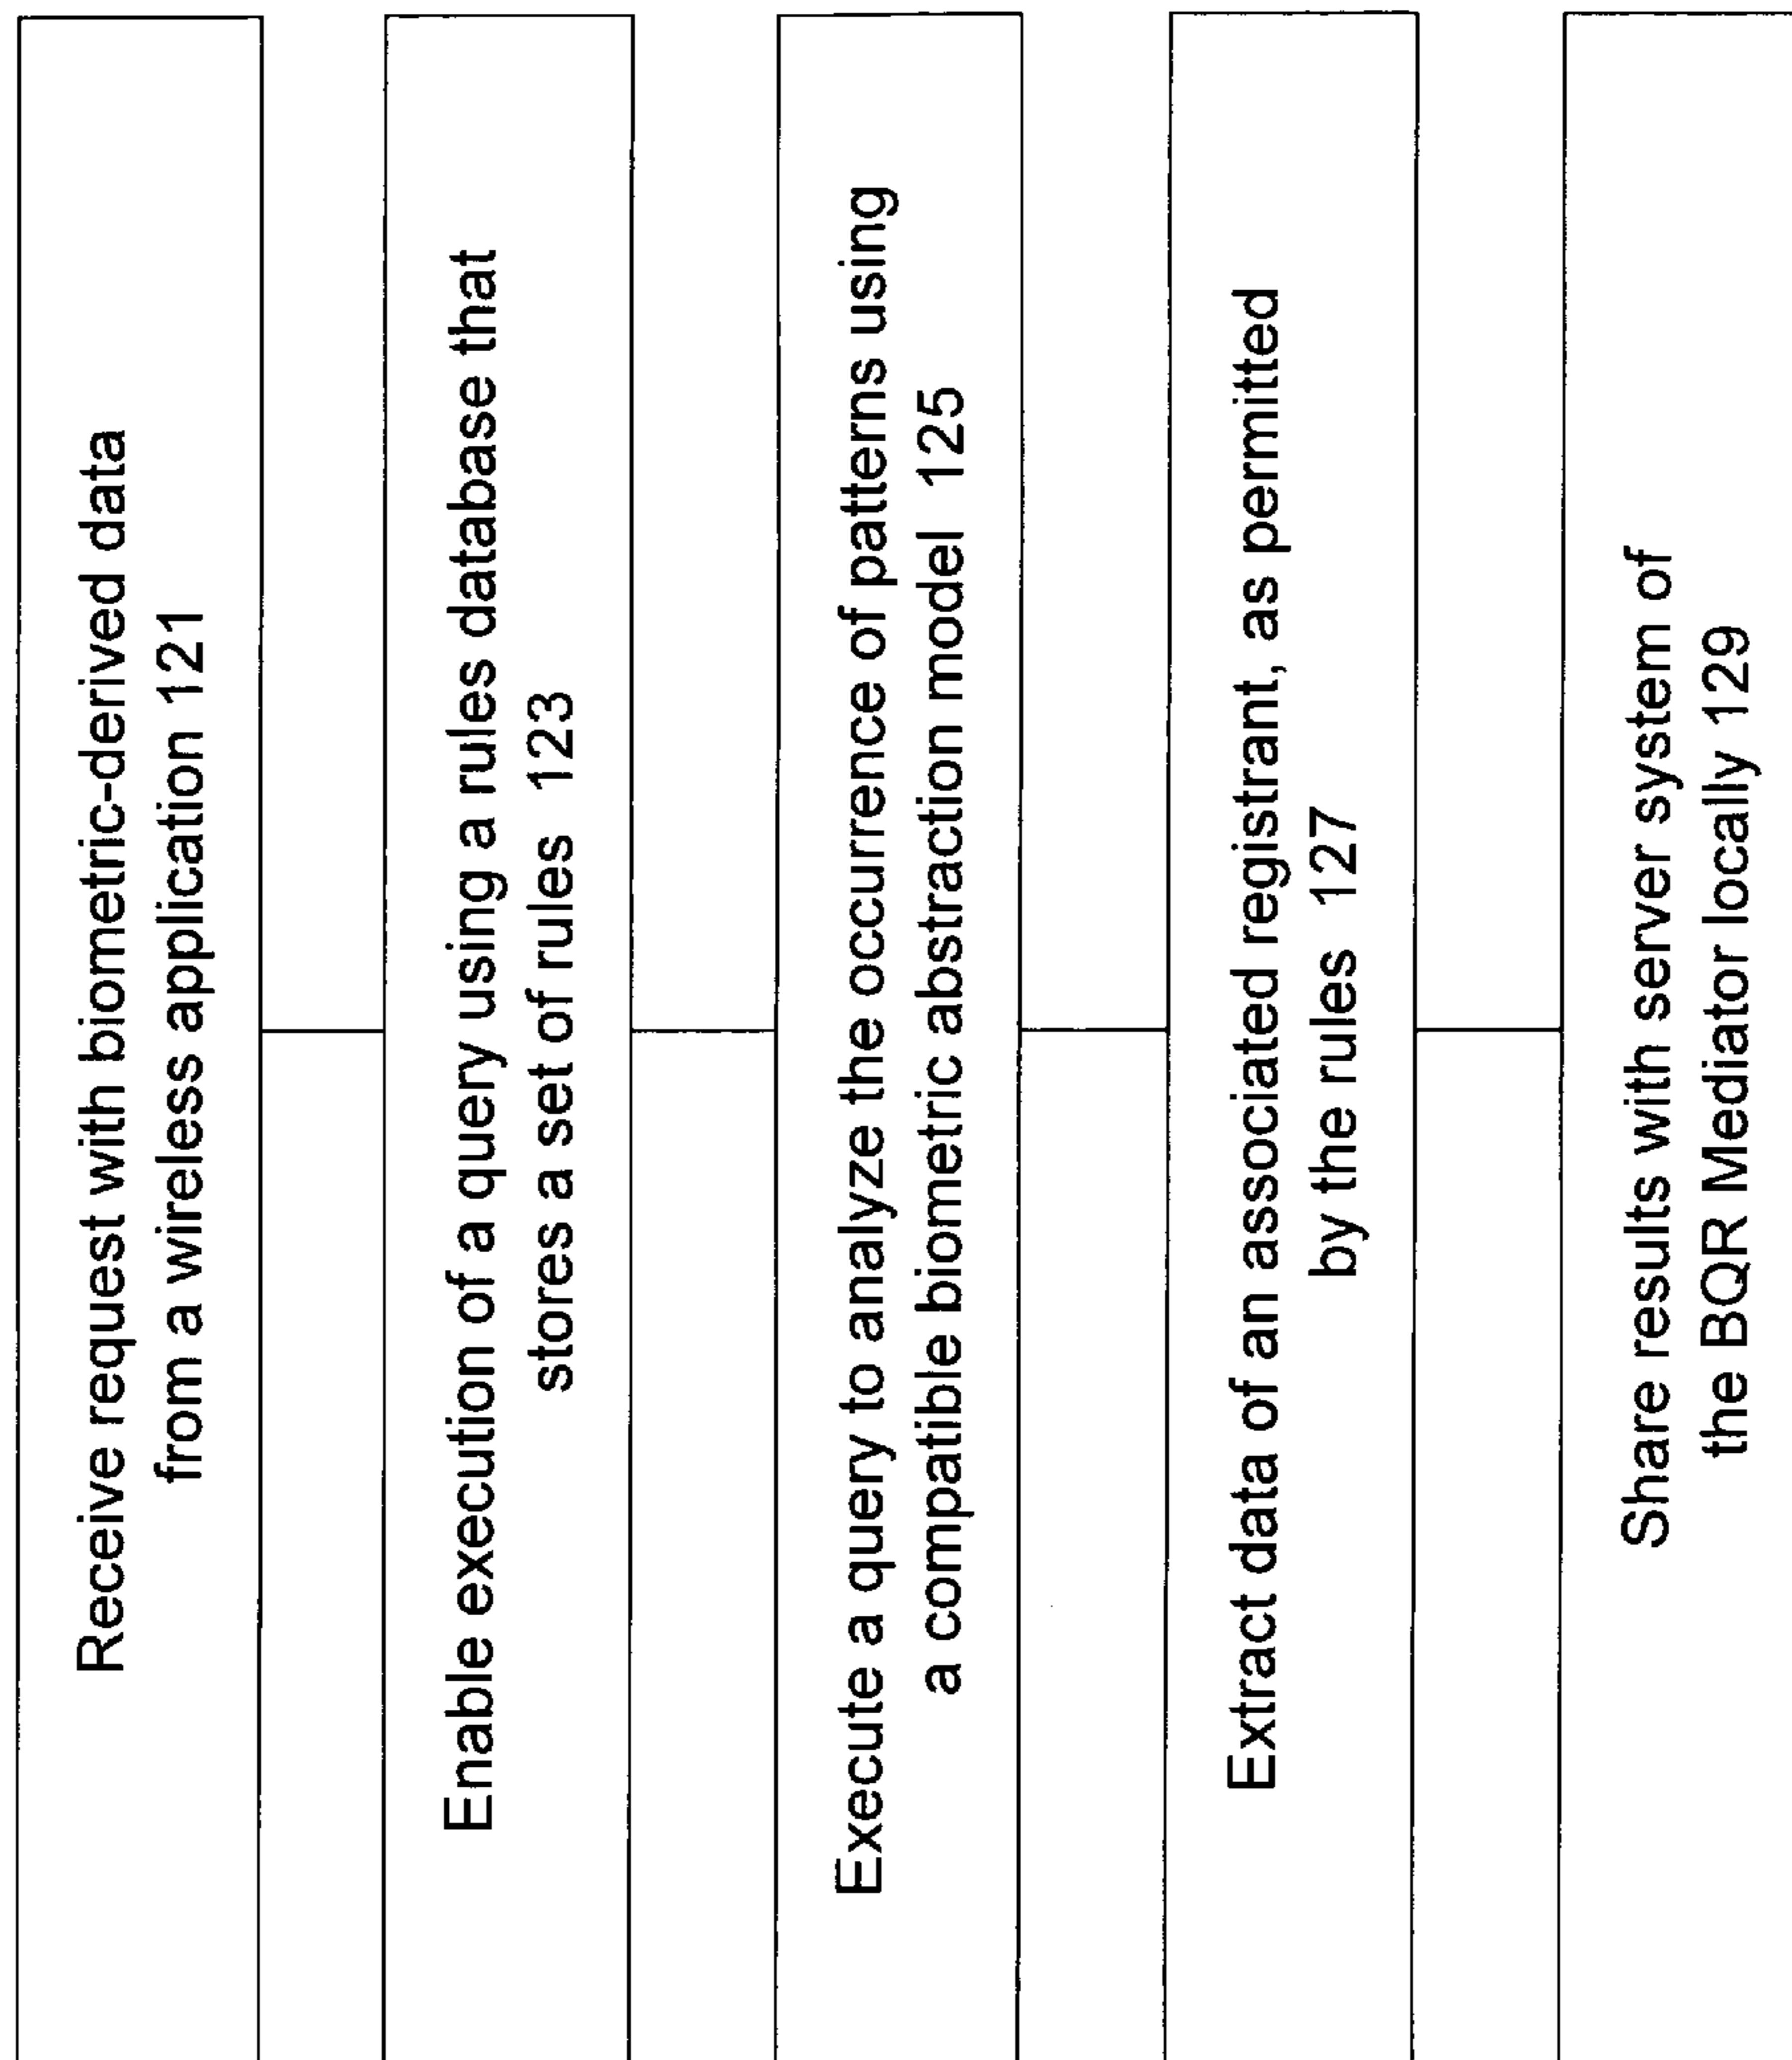 Receive request with biometric-derived data
from a wireless application 121
Enable execution of a query using a rules database that
stores a set of rules 123
Execute a query to analyze the occurrence of patterns using
a compatible biometric abstraction model 125
Extract data of an associated registrant, as permitted
by the rules 127
Share results with server system of
the BQR Mediator locally 129